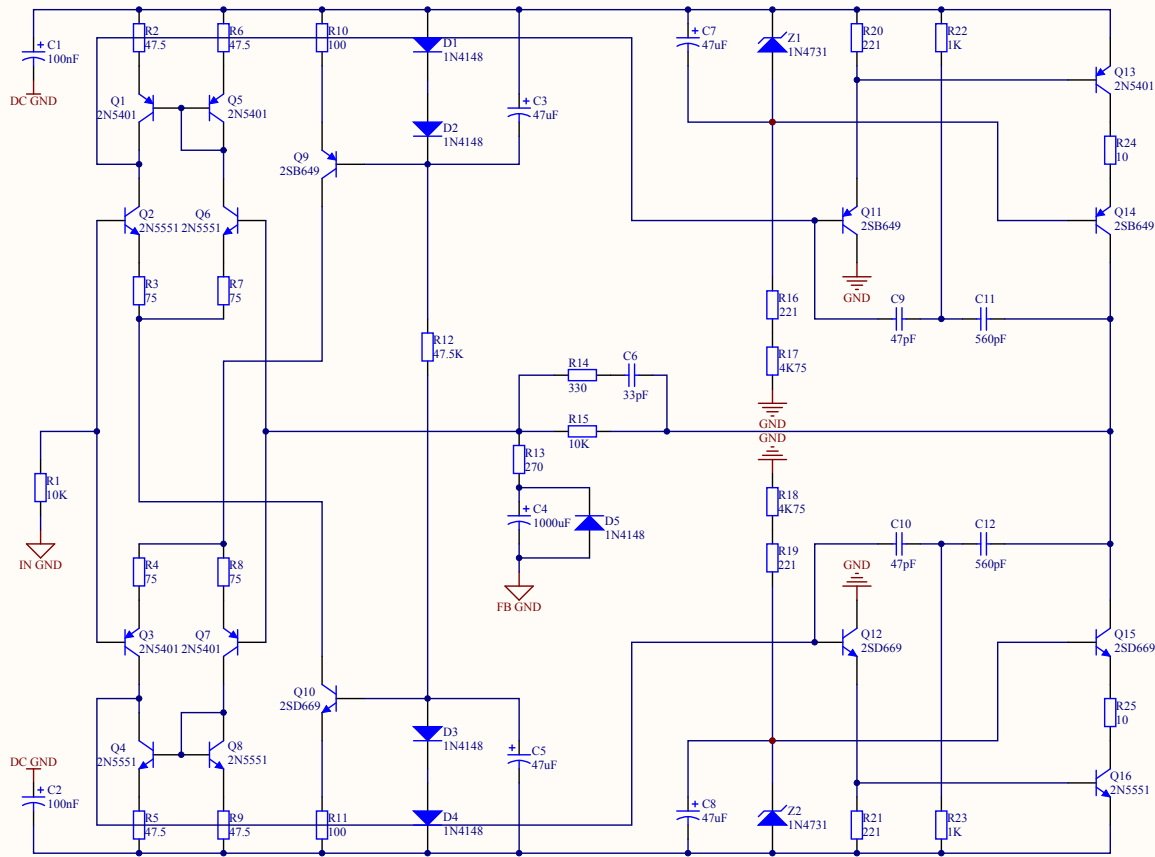 C1
100nF
DC GND
R2
47.5
R6
47.5
R10
100
D1
1N4148
C7
47uF
Z1
1N4731
R20
221
R22
1K
Q13
2N5401
Q1
2N5401
Q5
2N5401
C3
47uF
D2
1N4148
Q9
2SB649
R24
10
Q2
2N5551
Q6
2N5551
Q11
2SB649
Q14
2SB649
R3
75
R7
75
GND
R16
221
C9
47pF
C11
560pF
R12
47.5K
R17
4K75
R14
330
C6
33pF
GND
R15
10K
GND
R1
10K
IN GND
R13
270
C4
1000uF
D5
1N4148
FB GND
R18
4K75
R19
221
C10
47pF
C12
560pF
GND
R4
75
R8
75
Q3
2N5401
Q7
2N5401
Q12
2SD669
Q15
2SD669
Q10
2SD669
R25
10
D3
1N4148
C5
47uF
Q4
2N5551
Q8
2N5551
Q16
2N5551
DC GND
C2
100nF
R5
47.5
R9
47.5
R11
100
D4
1N4148
C8
47uF
Z2
1N4731
R21
221
R23
1K